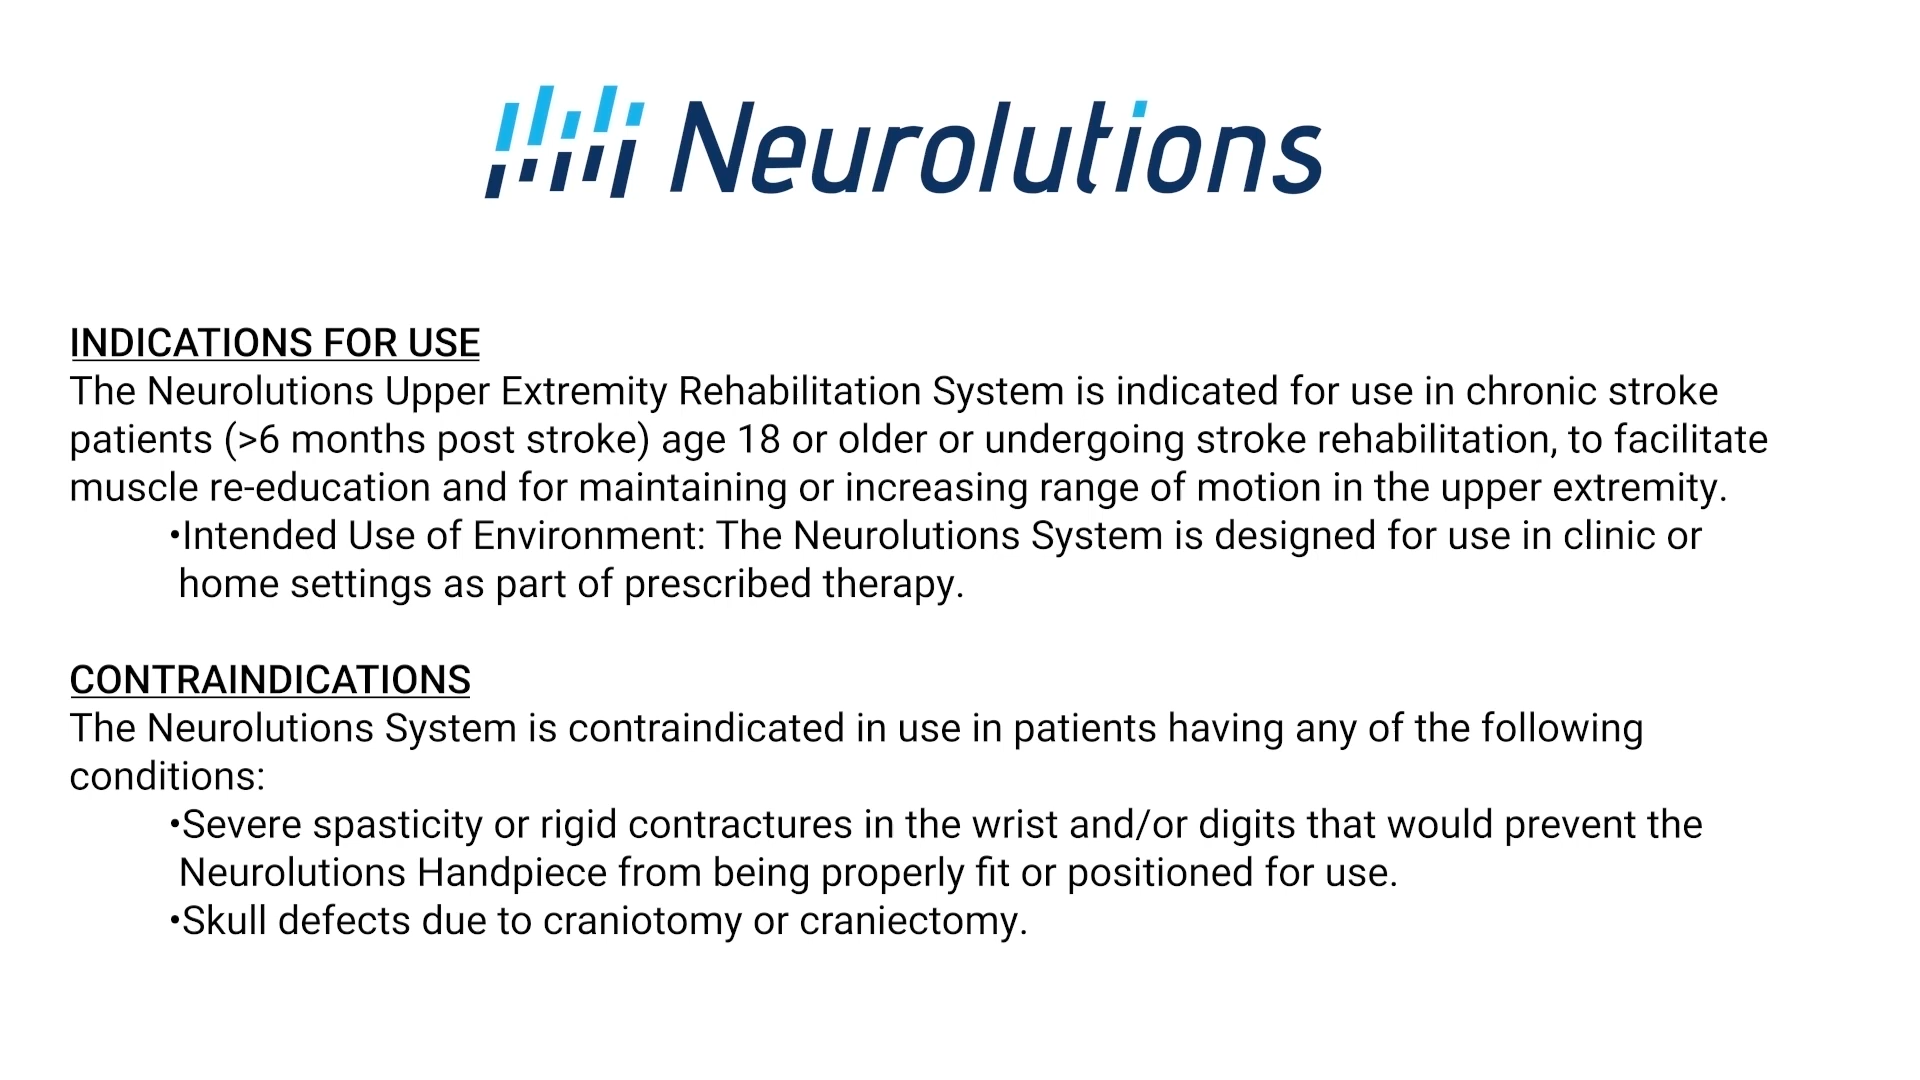 Neurolutions
INDICATIONS FOR USE
The Neurolutions Upper Extremity Rehabilitation System is indicated for use in chronic stroke
patients (>6 months post stroke) age 18 or older or undergoing stroke rehabilitation, to facilitate
muscle re-education and for maintaining or increasing range of motion in the upper extremity.
•Intended Use of Environment: The Neurolutions System is designed for use in clinic or
home settings as part of prescribed therapy.
CONTRAINDICATIONS
The Neurolutions System is contraindicated in use in patients having any of the following
conditions:
•Severe spasticity or rigid contractures in the wrist and/or digits that would prevent the
Neurolutions Handpiece from being properly fit or positioned for use.
•Skull defects due to craniotomy or craniectomy.